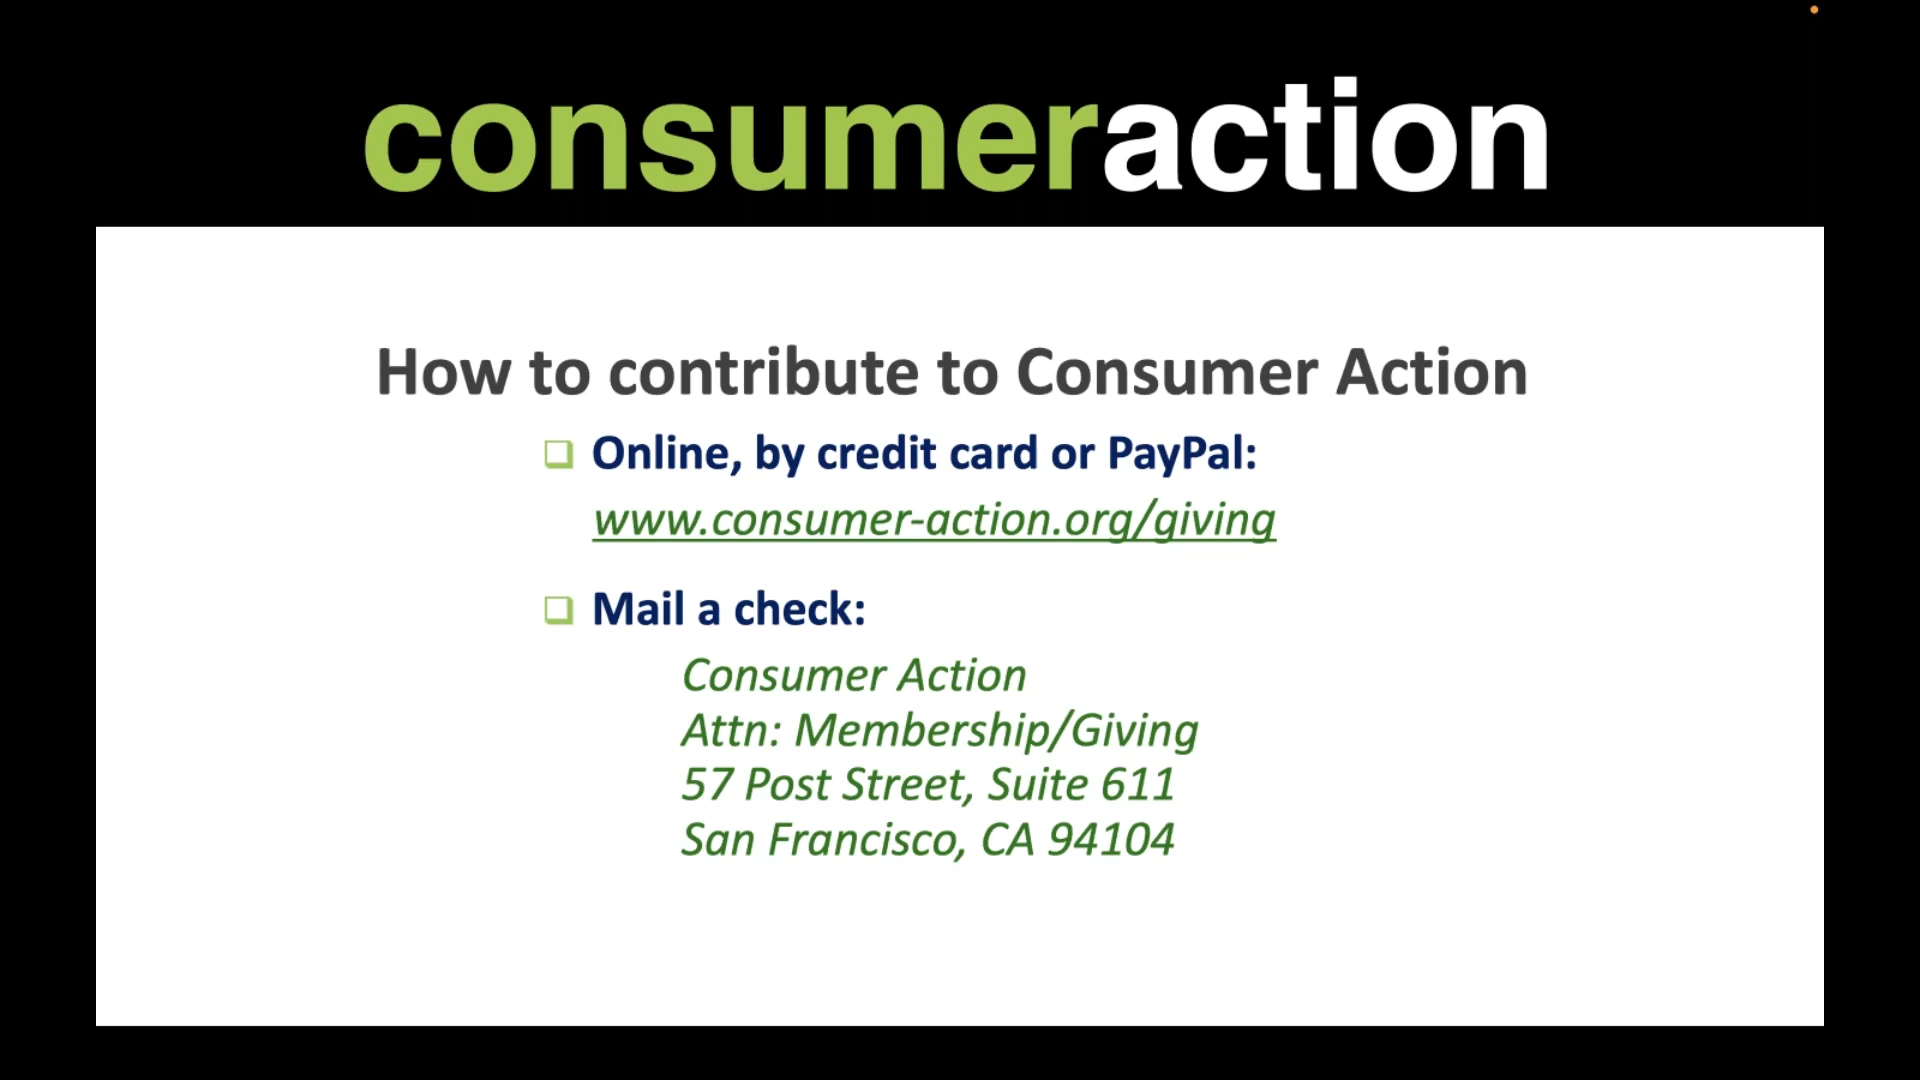 consumeraction
How to contribute to Consumer Action
Online, by credit card or PayPal:
www.consumer-action.org/giving
Mail a check:
Consumer Action
Attn: Membership/Giving
57 Post Street, Suite 611
San Francisco, CA 94104